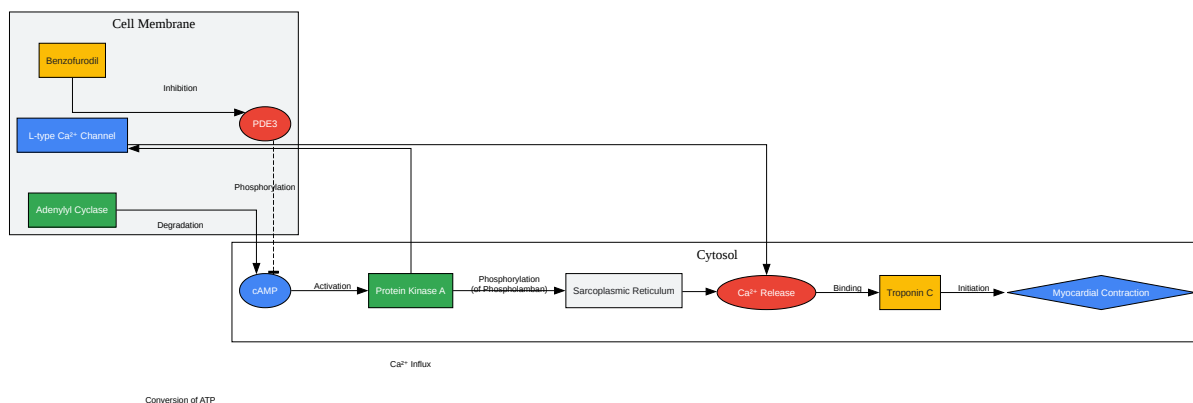 Cell Membrane
Benzofurodil
Inhibition
PDE3
L-type Ca²⁺ Channel
Phosphorylation
Adenylyl Cyclase
Degradation
Cytosol
cAMP
Activation
Protein Kinase A
Phosphorylation
(of Phospholamban)
Sarcoplasmic Reticulum
Ca²⁺ Release
Binding
Troponin C
Initiation
Myocardial Contraction
Ca²⁺ Influx
Conversion of ATP